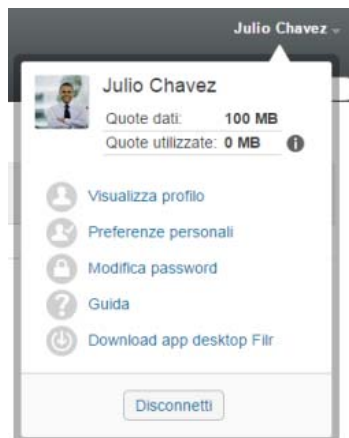 Julio Chavez
Julio Chavez
Quote dati: 100 MB
Quote utilizzate: 0 MB
Visualizza profilo
Preferenze personali
Modifica password
Guida
Download app desktop Filr
Disconnetti